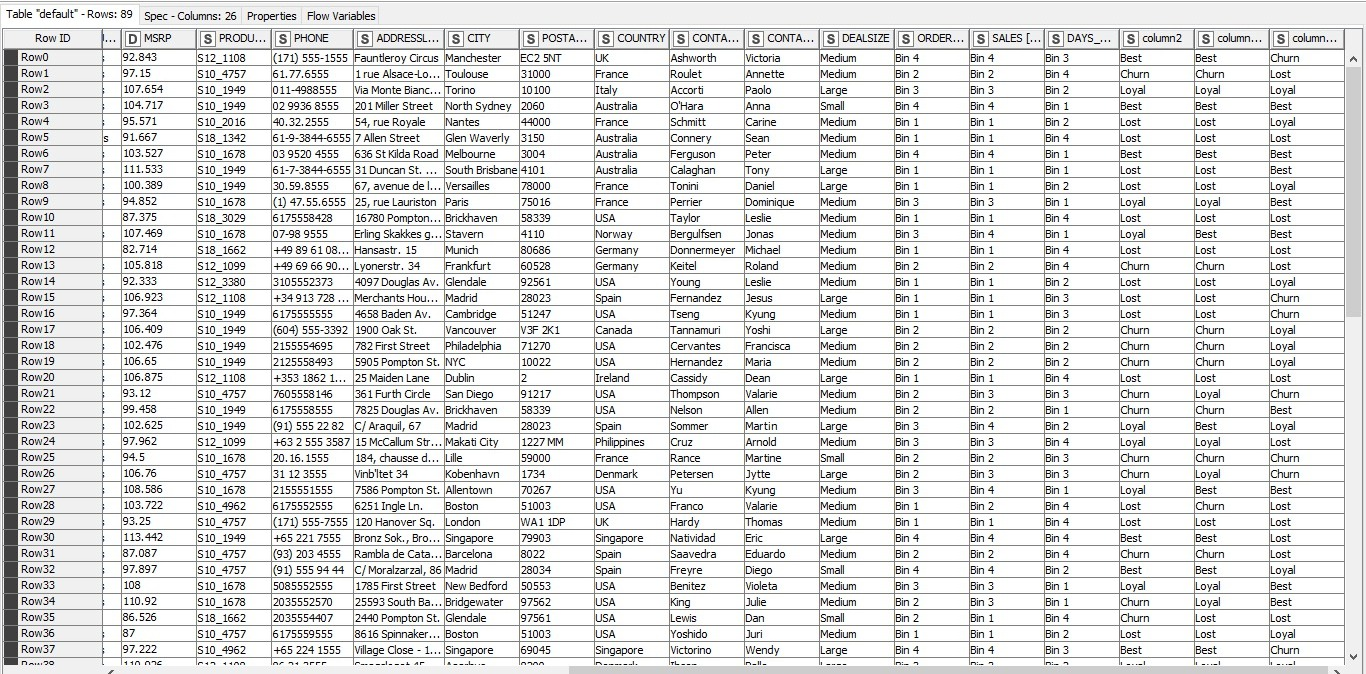 Table "default" - Rows: 89 Spec - Columns: 26 Properties Flow Variables
Row ID I... D MSRP S PRODU... S PHONE S ADDRESSL... S CITY S POSTA... S COUNTRY S CONTA... S CONTA... S DEALSIZE S ORDER... S SALES [... S DAYS_... S column2 S column... S column...
Row0 ; 92.843 S12_1108 (171) 555-1555 Fauntleroy Circus Manchester EC2 5NT UK Ashworth Victoria Medium Bin 4 Bin 4 Bin 3 Best Best Churn
Row1 ; 97.15 S10_2016 61.77.6555 1 rue Alsace-Lo... Toulouse 31000 France Roulet Annette Medium Bin 2 Bin 2 Bin 4 Churn Churn Lost
Row2 ; 107.654 S10_1949 011-4988555 Via Monte Bianc... Torino 10100 Italy Accorti Paolo Large Bin 3 Bin 3 Bin 2 Loyal Loyal Loyal
Row3 ; 104.717 S10_1949 02 9936 8555 201 Miller Street North Sydney 2060 Australia O'Hara Anna Small Bin 4 Bin 4 Bin 1 Best Best Best
Row4 ; 95.571 S10_2016 40.32.2555 54, rue Royale Nantes 44000 France Schmitt Carine Medium Bin 1 Bin 1 Bin 2 Lost Lost Loyal
Row5 s 91.667 S18_1342 61-9-3844-6555 7 Allen Street Glen Waverly 3150 Australia Connery Sean Medium Bin 1 Bin 1 Bin 4 Lost Lost Lost
Row6 ; 103.527 S10_1678 03 9520 4555 636 St Kilda Road Melbourne 3004 Australia Ferguson Peter Medium Bin 4 Bin 4 Bin 1 Best Best Best
Row7 ; 111.533 S10_1949 61-7-3844-6555 31 Duncan St. ... South Brisbane 4101 Australia Calaghan Tony Large Bin 1 Bin 1 Bin 1 Lost Lost Best
Row8 ; 100.389 S10_1949 30.59.8555 67, avenue de l... Versailles 78000 France Tonini Daniel Large Bin 1 Bin 1 Bin 2 Lost Lost Loyal
Row9 ; 94.852 S10_1678 (1) 47.55.6555 25, rue Lauriston Paris 75016 France Perrier Dominique Medium Bin 3 Bin 3 Bin 1 Loyal Loyal Best
Row10 87.375 S18_3029 6175558428 16780 Pompton... Brickhaven 58339 USA Taylor Leslie Medium Bin 1 Bin 1 Bin 4 Lost Lost Lost
Row11 ; 107.469 S10_1678 07-98 9555 Erling Skakkes g... Stavern 4110 Norway Bergulfsen Jonas Medium Bin 3 Bin 4 Bin 1 Loyal Best Best
Row12 82.714 S18_1662 +49 89 61 08... Hansastr. 15 Munich 80686 Germany Donnermeyer Michael Medium Bin 1 Bin 1 Bin 4 Lost Lost Lost
Row13 ; 105.818 S12_1099 +49 69 66 90... Lyonerstr. 34 Frankfurt 60528 Germany Keitel Roland Medium Bin 2 Bin 2 Bin 4 Churn Churn Lost
Row14 ; 92.333 S12_3380 3105552373 4097 Douglas Av. Glendale 92561 USA Young Leslie Medium Bin 1 Bin 1 Bin 2 Lost Lost Loyal
Row15 ; 106.923 S12_1108 +34 913 728 ... Merchants Hou... Madrid 28023 Spain Fernandez Jesus Large Bin 1 Bin 1 Bin 3 Lost Lost Churn
Row16 ; 97.364 S10_1949 6175555555 4658 Baden Av. Cambridge 51247 USA Tseng Kyung Medium Bin 1 Bin 1 Bin 3 Lost Lost Churn
Row17 ; 106.409 S10_1949 (604) 555-3392 1900 Oak St. Vancouver V3F 2K1 Canada Tannamuri Yoshi Large Bin 2 Bin 2 Bin 2 Churn Churn Loyal
Row18 ; 102.476 S10_1949 2155554695 782 First Street Philadelphia 71270 USA Cervantes Francisca Medium Bin 2 Bin 2 Bin 2 Churn Churn Loyal
Row19 ; 106.65 S10_1949 2125558493 5905 Pompton St. NYC 10022 USA Hernandez Maria Medium Bin 2 Bin 2 Bin 2 Churn Churn Loyal
Row20 ; 106.875 S12_1108 +353 1862 1... 25 Maiden Lane Dublin 2 Ireland Cassidy Dean Large Bin 1 Bin 1 Bin 4 Lost Lost Lost
Row21 ; 93.12 S10_4757 7605558146 361 Furth Circle San Diego 91217 USA Thompson Valarie Medium Bin 2 Bin 3 Bin 3 Churn Loyal Churn
Row22 ; 99.458 S10_1949 6175558555 7825 Douglas Av. Brickhaven 58339 USA Nelson Allen Medium Bin 2 Bin 2 Bin 1 Churn Churn Best
Row23 ; 102.625 S10_1949 (91) 555 22 82 C/ Araquil, 67 Madrid 28023 Spain Sommer Martin Large Bin 3 Bin 4 Bin 2 Loyal Best Loyal
Row24 ; 97.962 S12_1099 +63 2 555 3587 15 McCallum Str... Makati City 1227 MM Philippines Cruz Arnold Medium Bin 3 Bin 3 Bin 4 Loyal Loyal Lost
Row25 ; 94.5 S10_1678 20.16.1555 184, chausse d... Lille 59000 France Rance Martine Small Bin 2 Bin 2 Bin 3 Churn Churn Churn
Row26 ; 106.76 S10_4757 31 12 3555 Vinb'ltet 34 Kobenhavn 1734 Denmark Petersen Jytte Large Bin 2 Bin 3 Bin 3 Churn Loyal Churn
Row27 ; 108.586 S10_1678 2155551555 7586 Pompton St. Allentown 70267 USA Yu Kyung Medium Bin 3 Bin 4 Bin 1 Loyal Best Best
Row28 ; 103.722 S10_4962 6175552555 6251 Ingle Ln. Boston 51003 USA Franco Valarie Medium Bin 1 Bin 2 Bin 4 Lost Churn Lost
Row29 ; 93.25 S10_4757 (171) 555-7555 120 Hanover Sq. London WA1 1DP UK Hardy Thomas Medium Bin 1 Bin 1 Bin 4 Lost Lost Lost
Row30 ; 113.442 S10_1949 +65 221 7555 Bronz Sok., Bro... Singapore 79903 Singapore Natividad Eric Large Bin 4 Bin 4 Bin 4 Best Best Lost
Row31 ; 87.087 S10_4757 (93) 203 4555 Rambla de Cata... Barcelona 8022 Spain Saavedra Eduardo Medium Bin 2 Bin 2 Bin 4 Churn Churn Lost
Row32 ; 97.897 S10_4757 (91) 555 94 44 C/ Moralzarzal, 86 Madrid 28034 Spain Freyre Diego Small Bin 4 Bin 4 Bin 2 Best Best Loyal
Row33 ; 108 S10_1678 5085552555 1785 First Street New Bedford 50553 USA Benitez Violeta Medium Bin 3 Bin 3 Bin 1 Loyal Loyal Best
Row34 ; 110.92 S10_1678 2035552570 25593 South Ba... Bridgewater 97562 USA King Julie Medium Bin 2 Bin 3 Bin 1 Churn Loyal Best
Row35 ; 86.526 S18_1662 2035554407 2440 Pompton St. Glendale 97561 USA Lewis Dan Small Bin 2 Bin 1 Bin 4 Churn Lost Lost
Row36 ; 87 S10_4757 6175559555 8616 Spinnaker... Boston 51003 USA Yoshido Juri Medium Bin 1 Bin 1 Bin 2 Lost Lost Loyal
Row37 ; 97.222 S10_4962 +65 224 1555 Village Close - 1... Singapore 69045 Singapore Victorino Wendy Large Bin 4 Bin 4 Bin 3 Best Best Churn
Row38